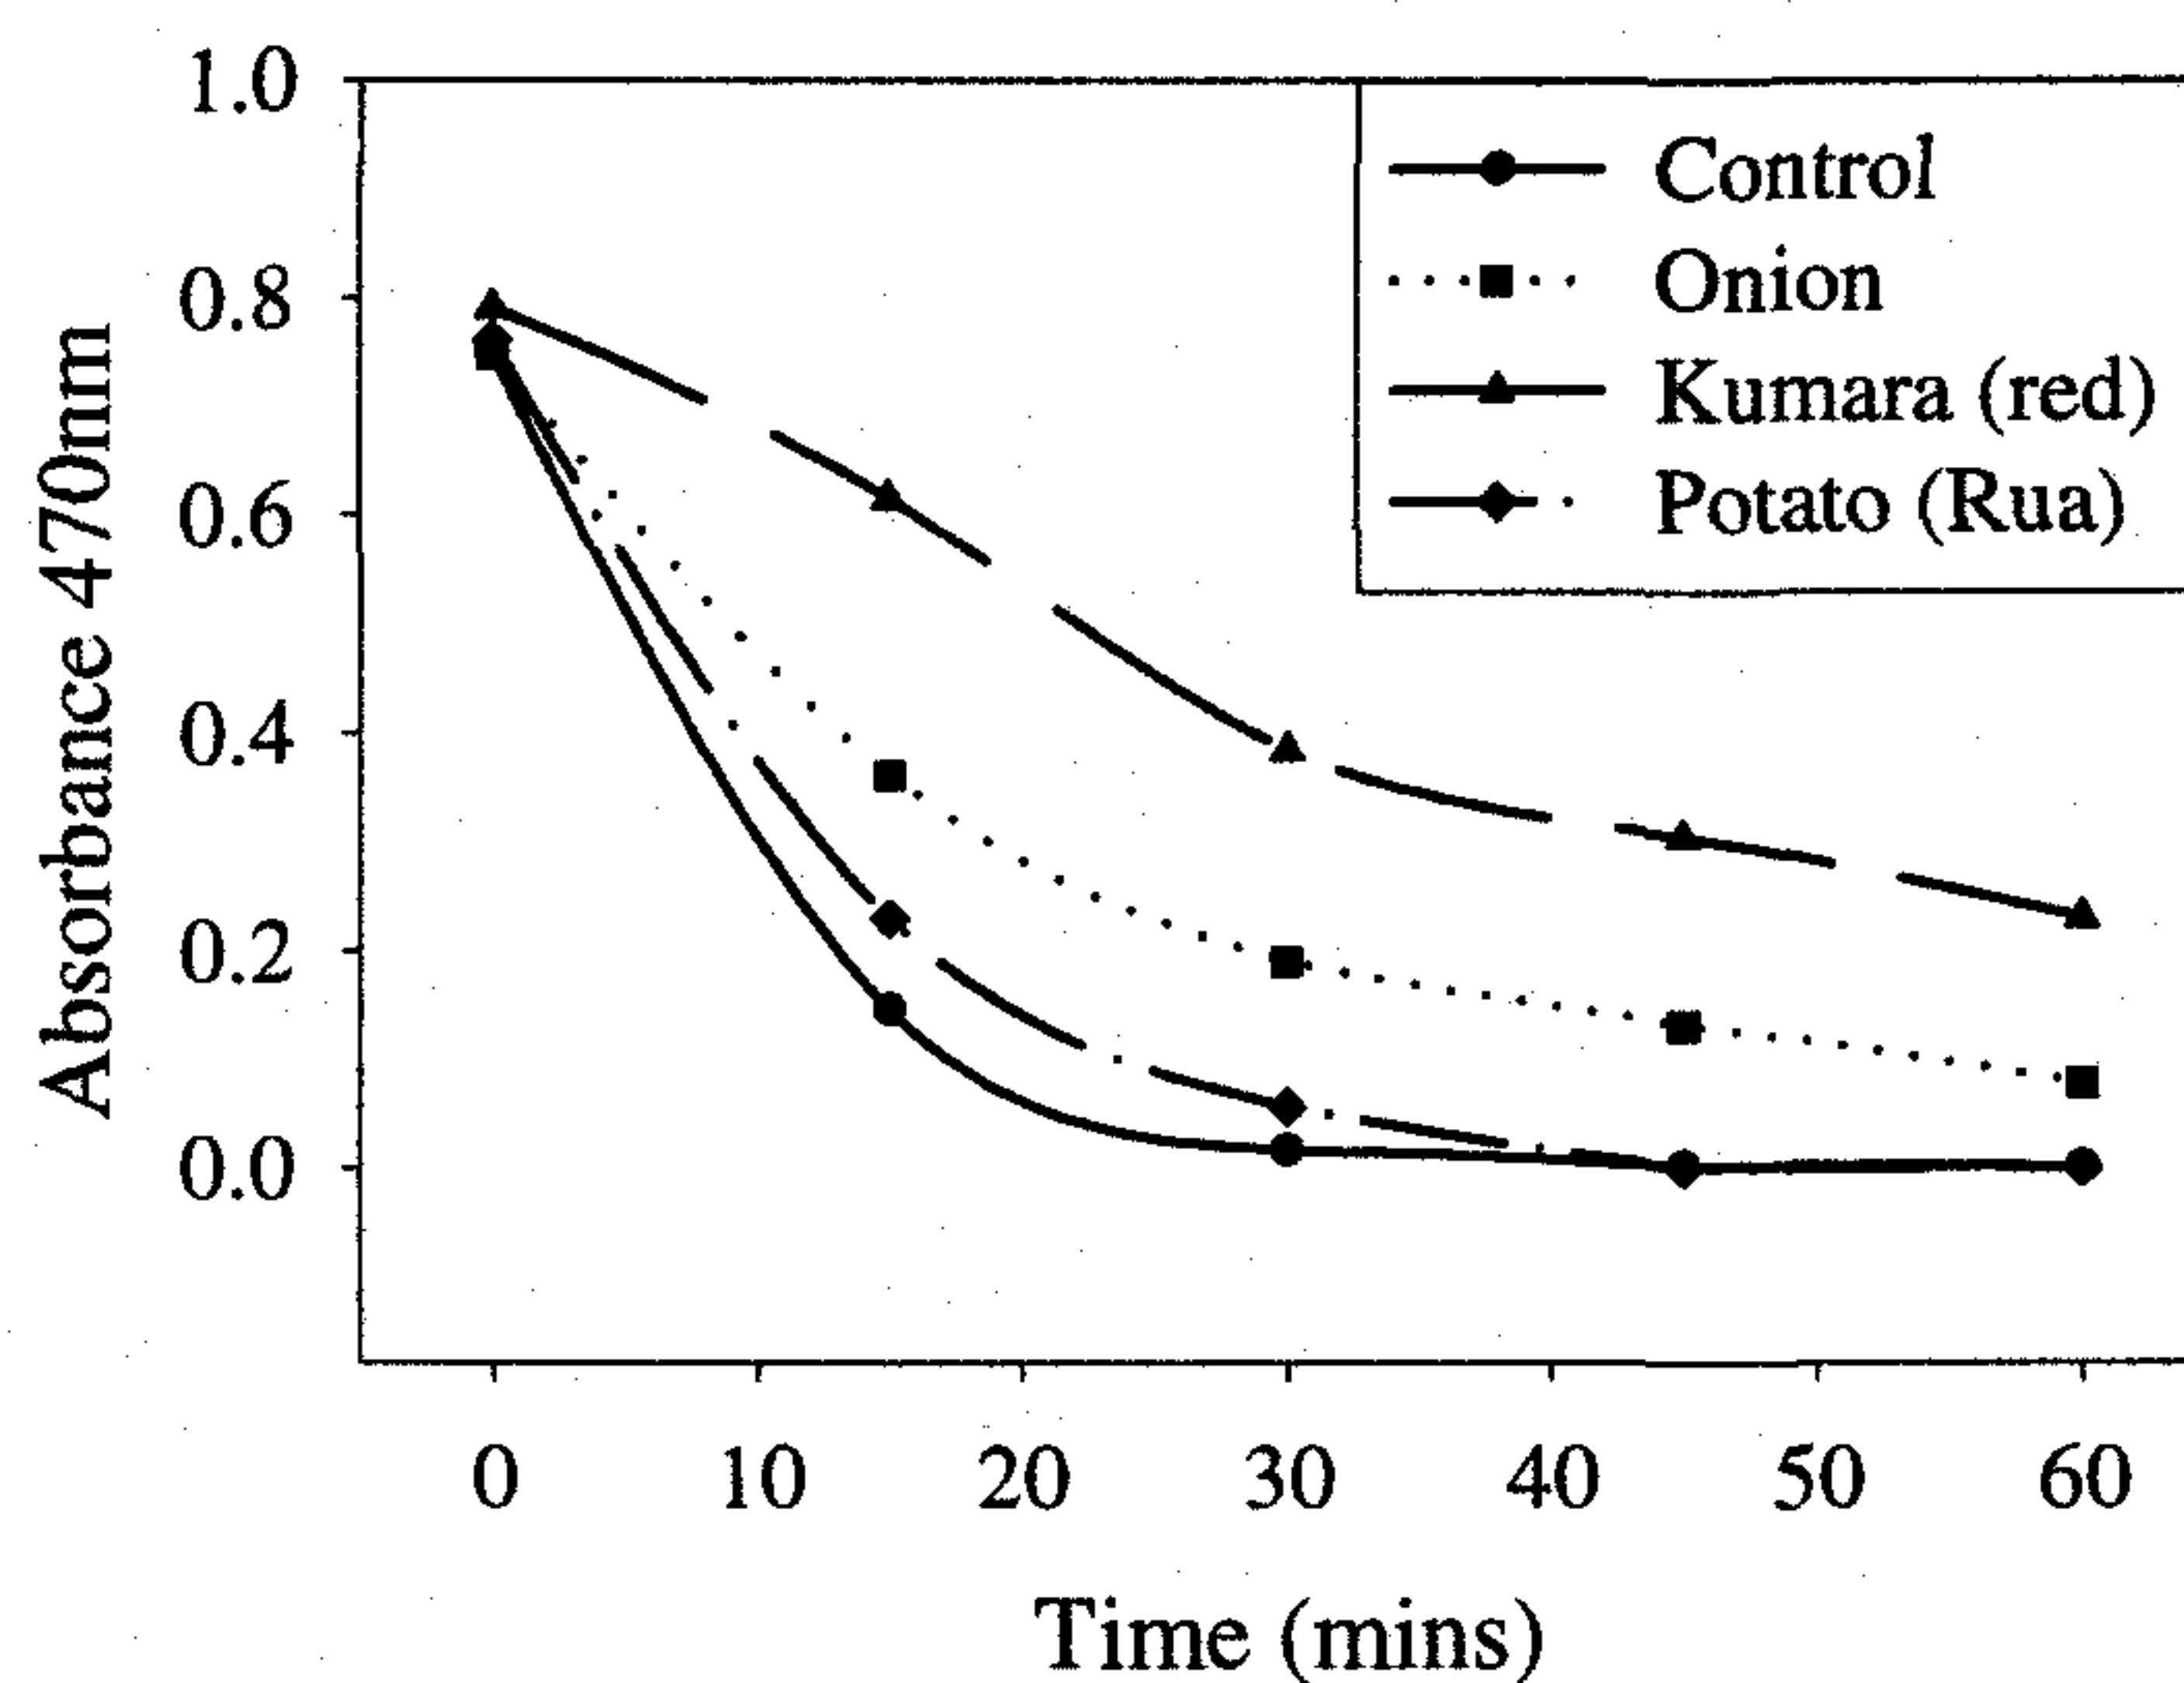 1.0
0.8
0.6
0.4
0.2
0.0
Absorbance 470nm
Control
Onion
Kumara (red)
Potato (Rua)
0 10 20 30 40 50 60
Time (mins)